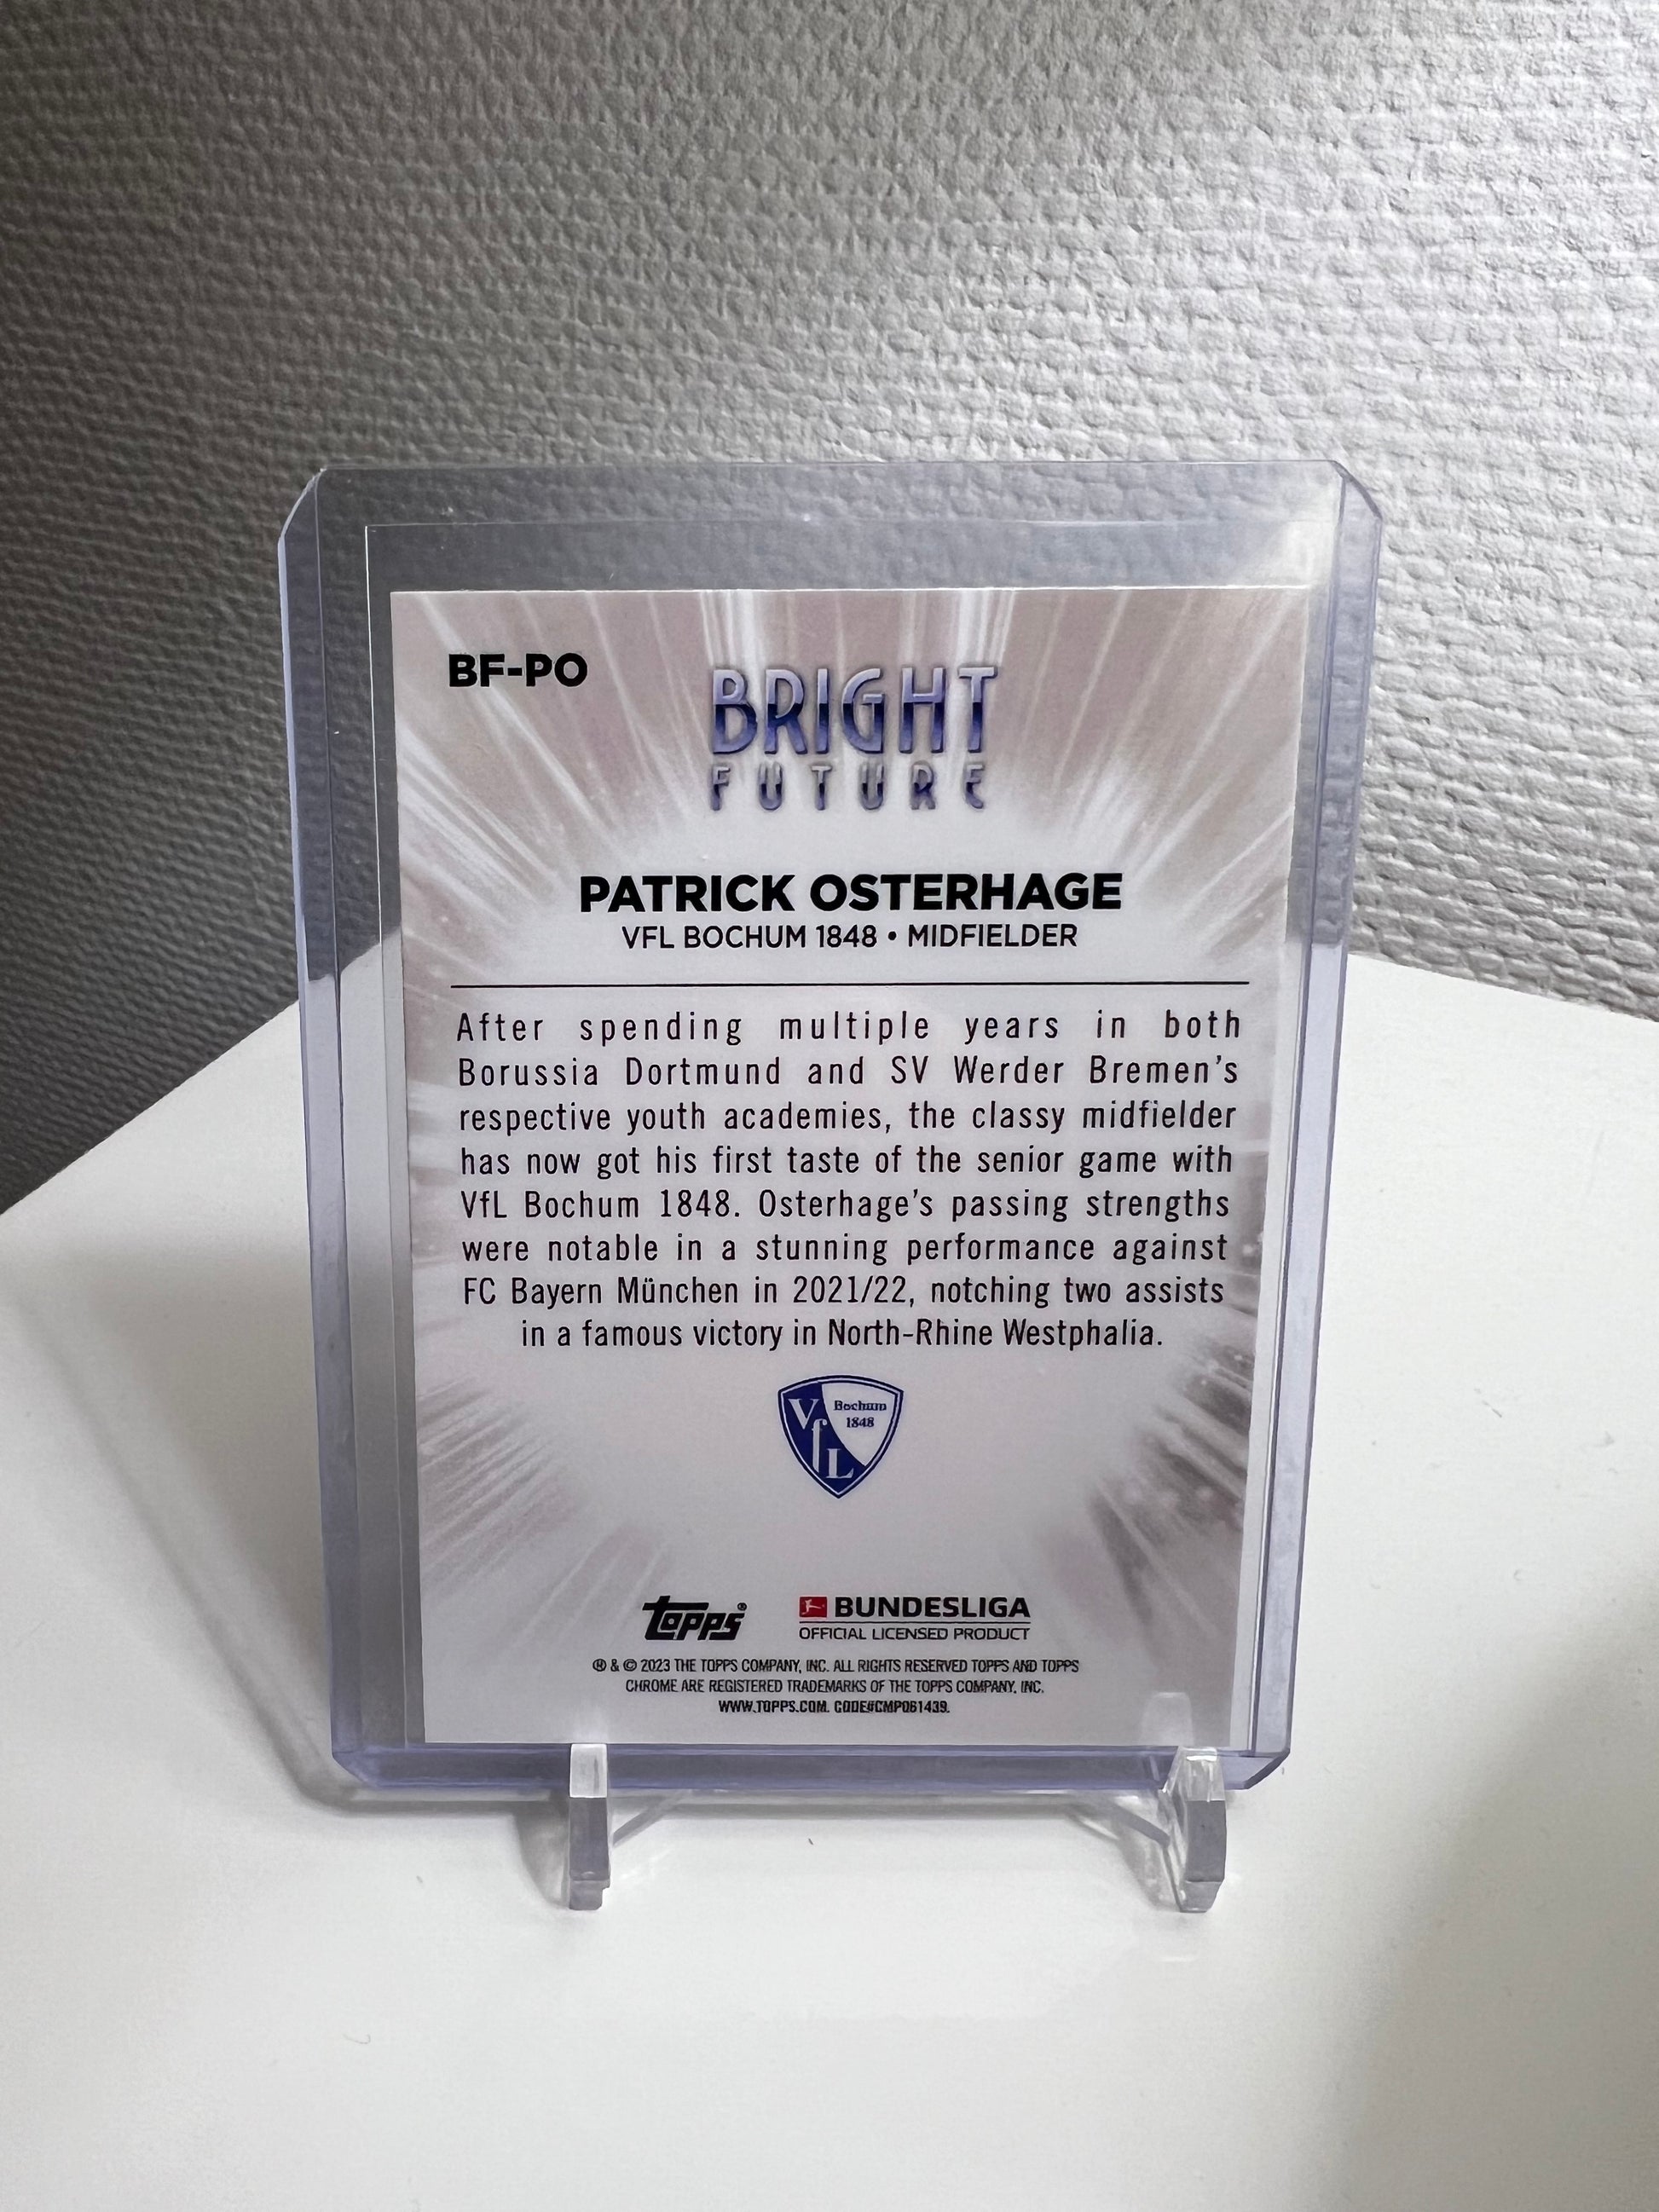 BF-PO
BRIGHT
FUTURE
PATRICK OSTERHAGE
VFL BOCHUM 1848 • MIDFIELDER
After spending multiple years in both
Borussia Dortmund and SV Werder Bremen's
respective youth academies, the classy midfielder
has now got his first taste of the senior game with
VfL Bochum 1848. Osterhage's passing strengths
were notable in a stunning performance against
FC Bayern München in 2021/22, notching two assists
in a famous victory in North-Rhine Westphalia.
VfL Bochum
1848
Topps® BUNDESLIGA
OFFICIAL LICENSED PRODUCT
® & © 2023 THE TOPPS COMPANY, INC. ALL RIGHTS RESERVED TOPPS AND TOPPS
CHROME ARE REGISTERED TRADEMARKS OF THE TOPPS COMPANY, INC.
WWW.TOPPS.COM. CODE#CMP061439.